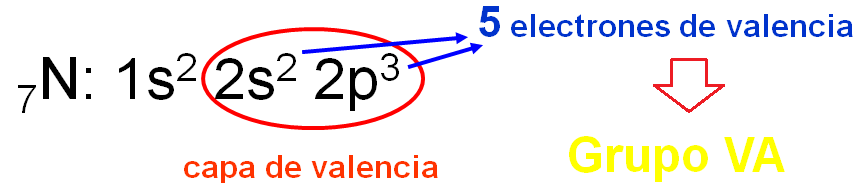 5 electrones de valencia
₇N: 1s² 2s² 2p³
capa de valencia
Grupo VA